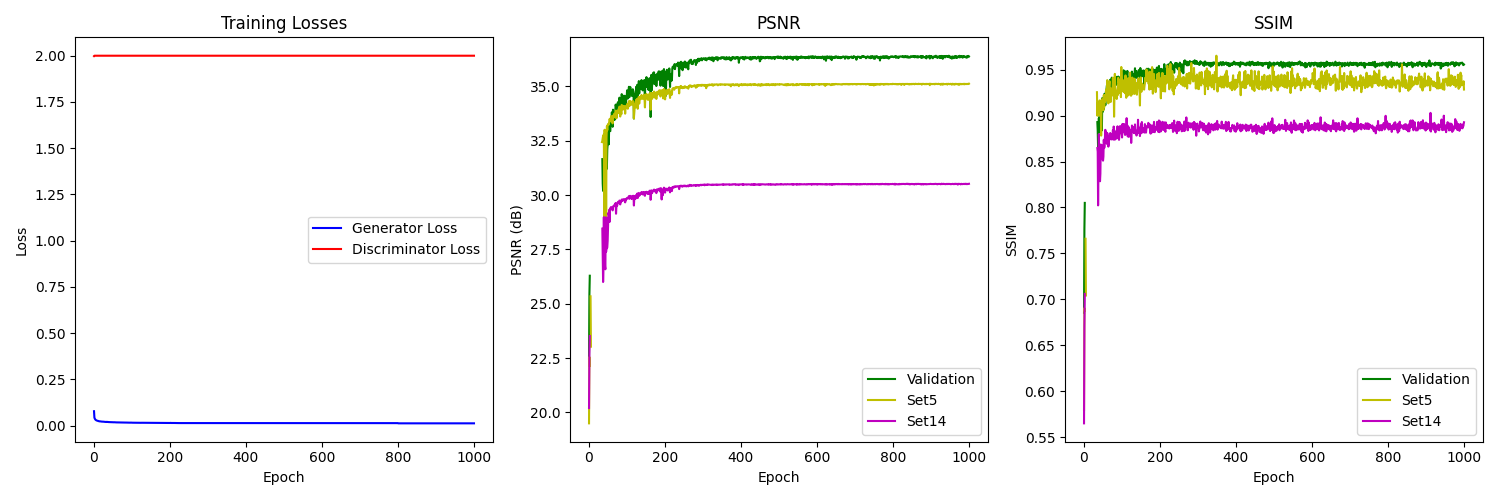 Training Losses
Loss
2.00
1.75
1.50
1.25
1.00
0.75
0.50
0.25
0.00
Generator Loss
Discriminator Loss
0 200 400 600 800 1000
Epoch
PSNR
PSNR (dB)
35.0
32.5
30.0
27.5
25.0
22.5
20.0
Validation
Set5
Set14
0 200 400 600 800 1000
Epoch
SSIM
SSIM
0.95
0.90
0.85
0.80
0.75
0.70
0.65
0.60
0.55
Validation
Set5
Set14
0 200 400 600 800 1000
Epoch